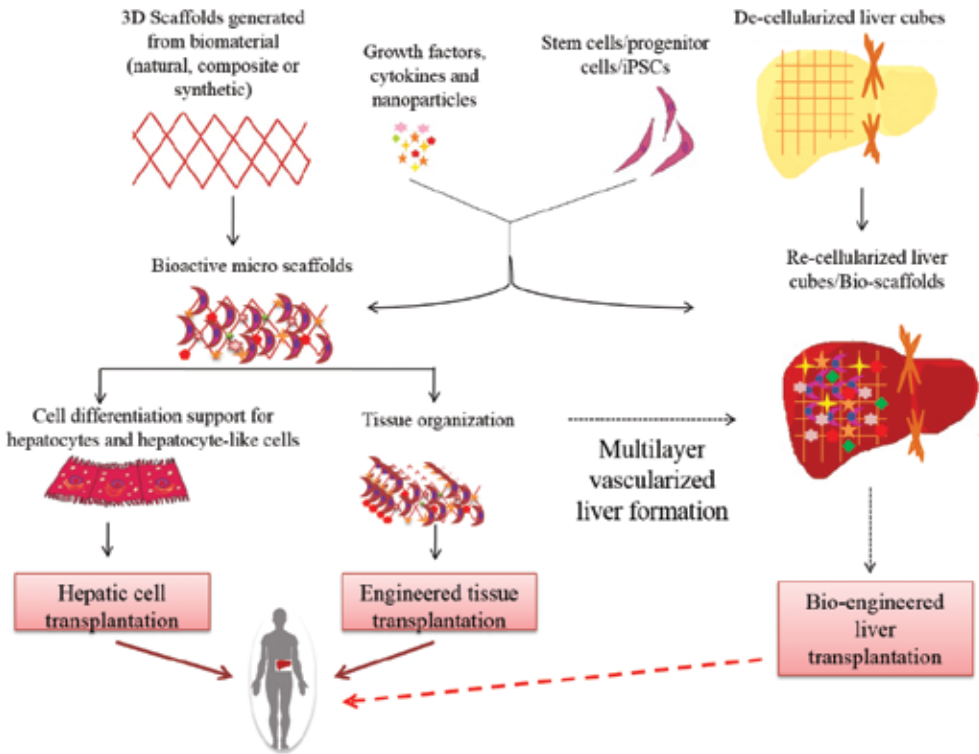 3D Scaffolds generated
from biomaterial
(natural, composite or
synthetic)
Growth factors,
cytokines and
nanoparticles
Stem cells/progenitor
cells/iPSCs
De-cellularized liver cubes
Bioactive micro scaffolds
Re-cellularized liver
cubes/Bio-scaffolds
Cell differentiation support for
hepatocytes and hepatocyte-like cells
Tissue organization
Multilayer
vascularized
liver formation
Hepatic cell
transplantation
Engineered tissue
transplantation
Bio-engineered
liver
transplantation